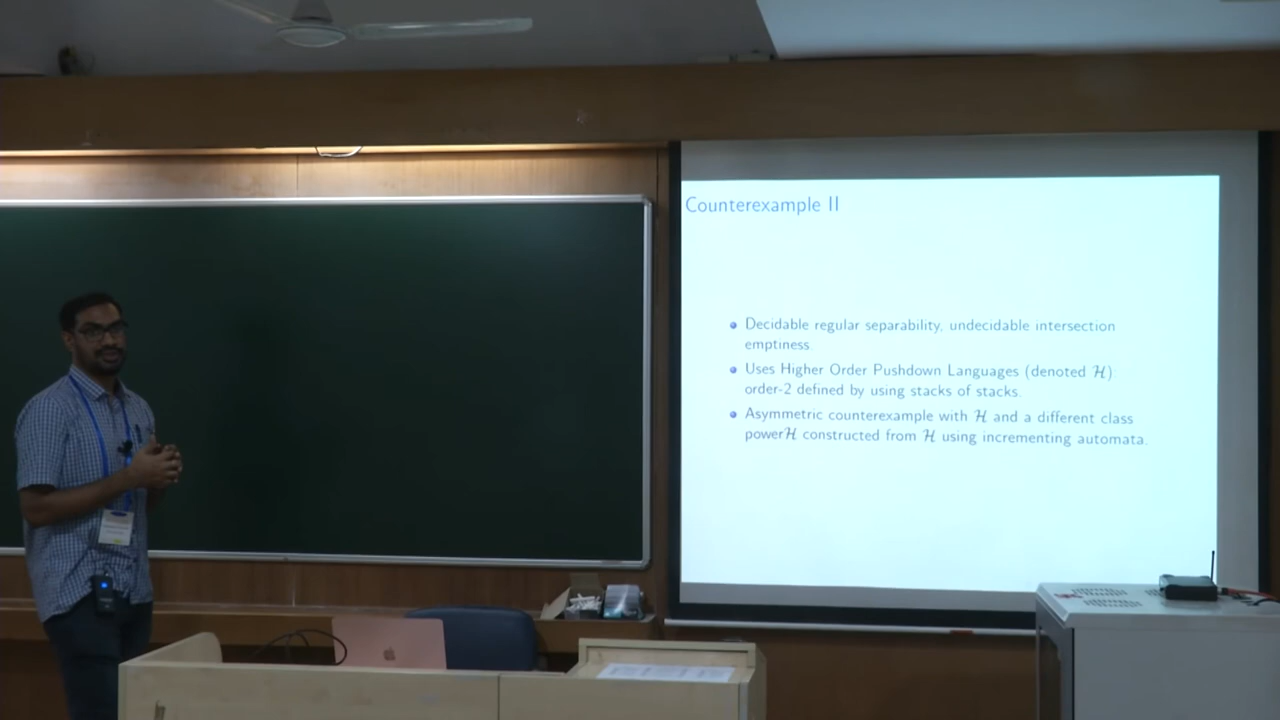 Counterexample II
Decidable regular separability, undecidable intersection
emptiness
Uses Higher Order Pushdown Languages (denoted ℋ)
order-2 defined by using stacks of stacks.
Asymmetric counterexample with ℋ and a different class
powerℋ constructed from ℋ using incrementing automata.